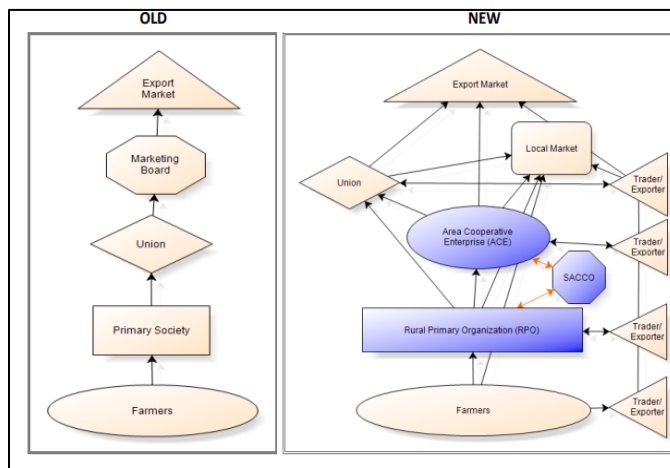 OLD
NEW
Export
Market
Marketing
Board
Union
Primary Society
Farmers
Export Market
Local Market
Union
Trader/
Exporter
Area Cooperative
Enterprise (ACE)
Trader/
Exporter
SACCO
Rural Primary Organization (RPO)
Trader/
Exporter
Farmers
Trader/
Exporter